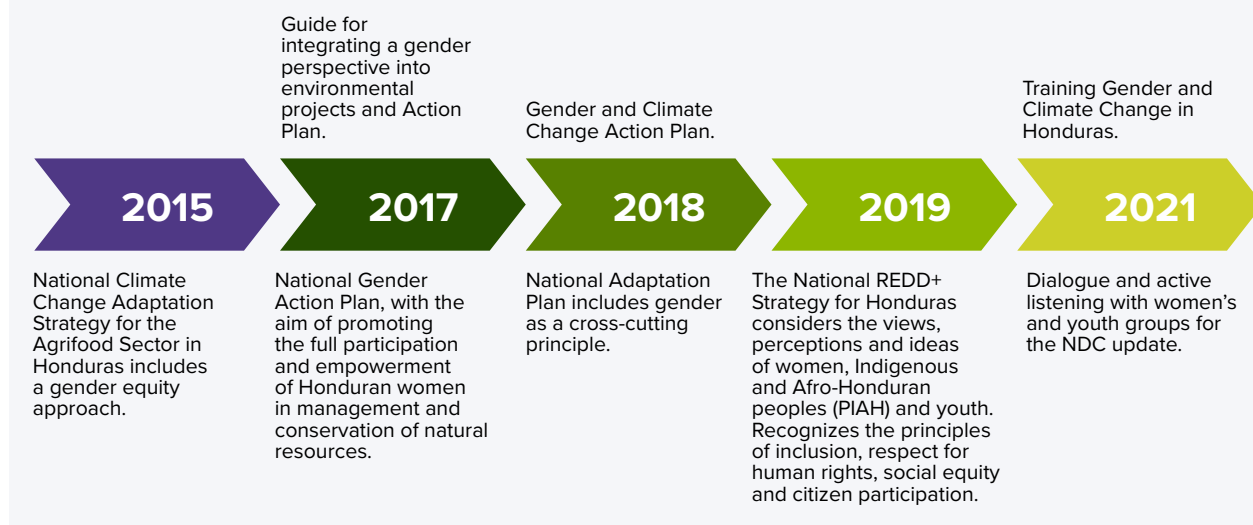 Guide for
integrating a gender
perspective into
environmental
projects and Action
Plan.
Gender and Climate
Change Action Plan.
Training Gender and
Climate Change in
Honduras.
2015
2017
2018
2019
2021
National Climate
Change Adaptation
Strategy for the
Agrifood Sector in
Honduras includes
a gender equity
approach.
National Gender
Action Plan, with the
aim of promoting
the full participation
and empowerment
of Honduran women
in management and
conservation of natural
resources.
National Adaptation
Plan includes gender
as a cross-cutting
principle.
The National REDD+
Strategy for Honduras
considers the views,
perceptions and ideas
of women, Indigenous
and Afro-Honduran
peoples (PIAH) and youth.
Recognizes the principles
of inclusion, respect for
human rights, social equity
and citizen participation.
Dialogue and active
listening with women’s
and youth groups for
the NDC update.